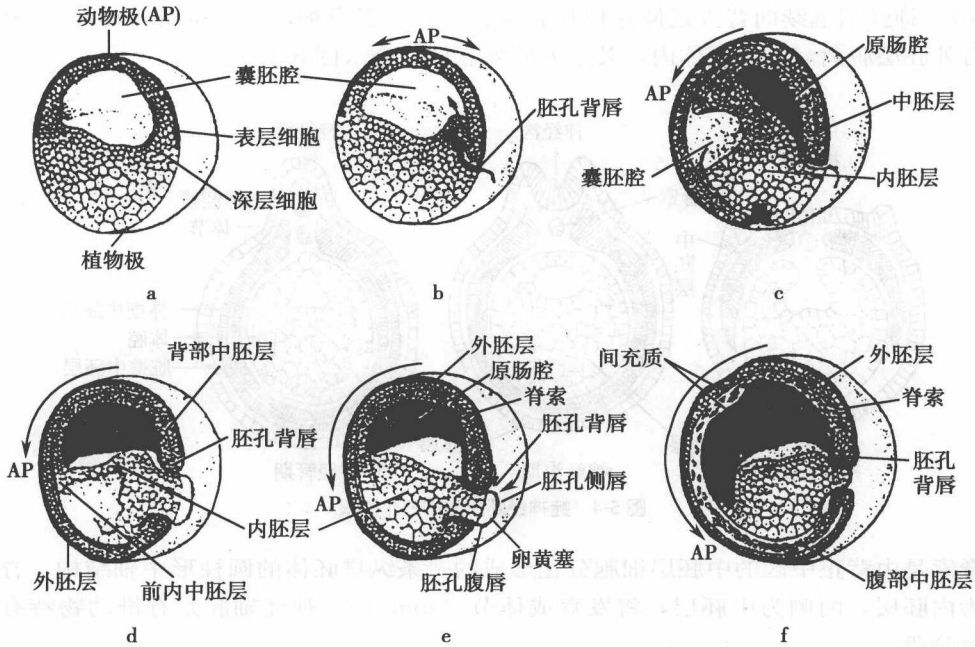 动物极(AP)
囊胚腔
表层细胞
深层细胞
植物极
a
AP
胚孔背唇
b
AP
囊胚腔
原肠腔
中胚层
内胚层
c
背部中胚层
胚孔背唇
AP
内胚层
外胚层
前内中胚层
d
外胚层
原肠腔
脊索
胚孔背唇
胚孔侧唇
AP
卵黄塞
胚孔腹唇
e
间充质
外胚层
脊索
胚孔
背唇
AP
腹部中胚层
f